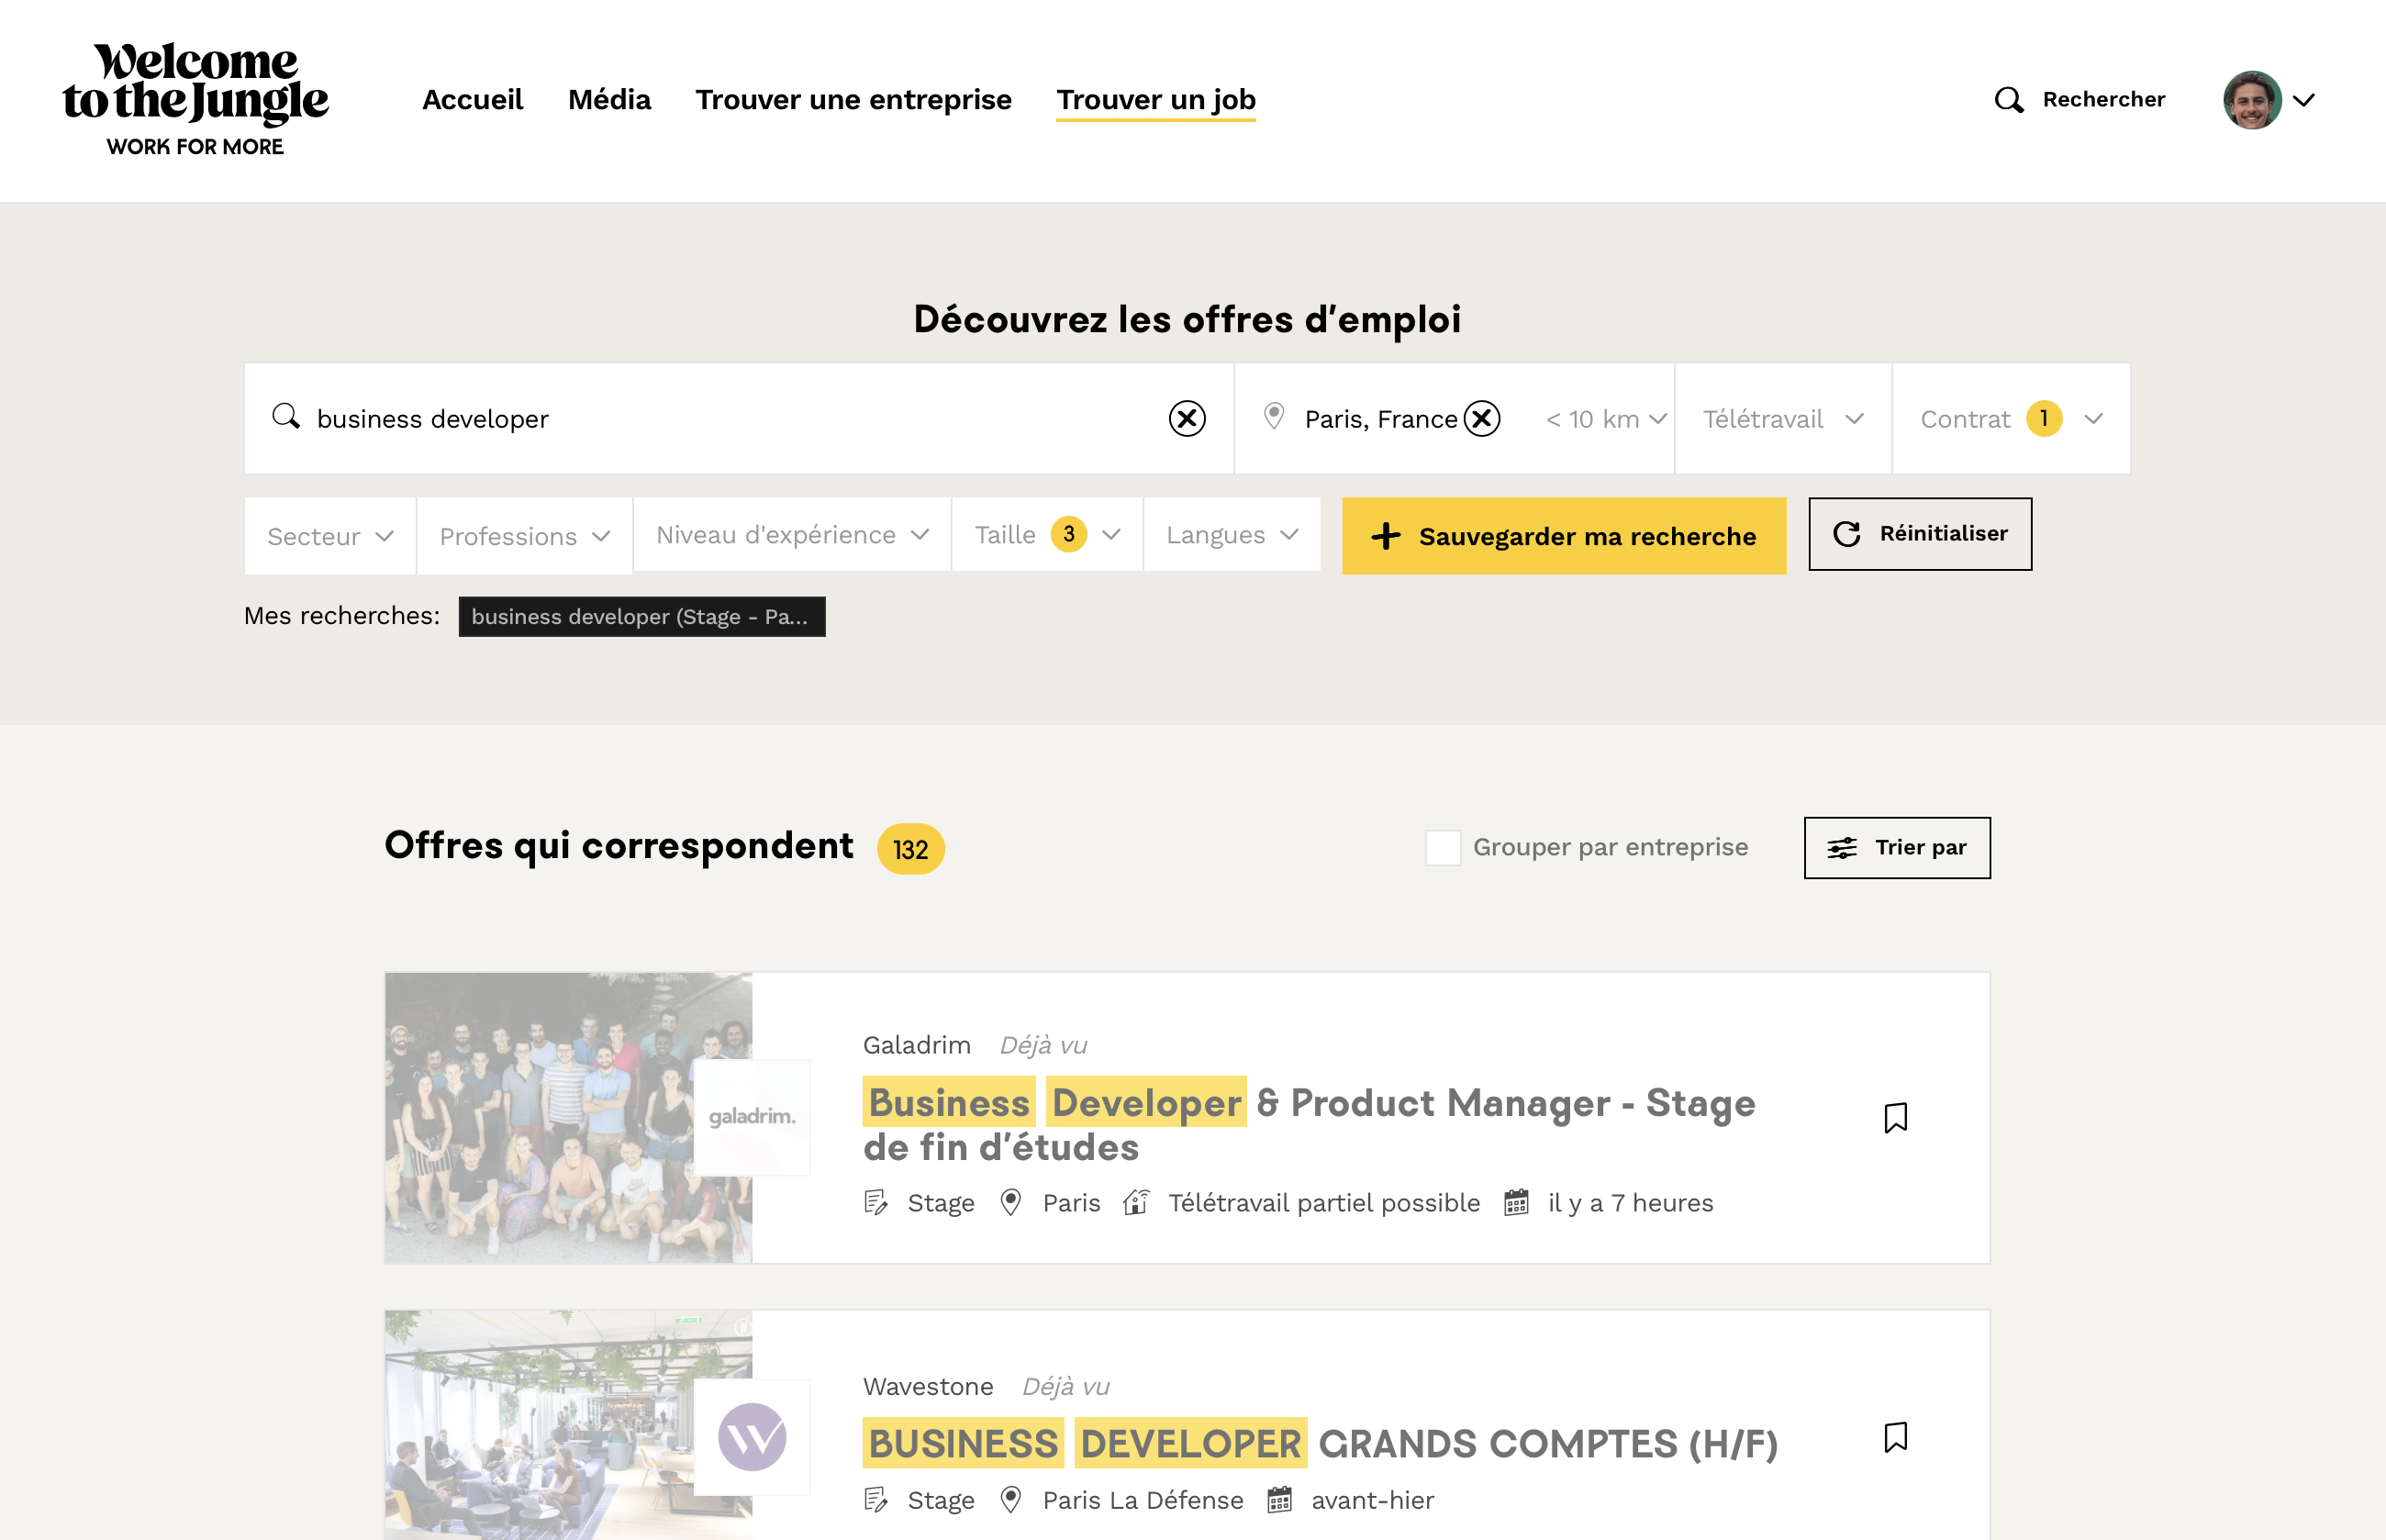 Welcome
to the Jungle
WORK FOR MORE
Accueil Média Trouver une entreprise Trouver un job
Rechercher
Découvrez les offres d'emploi
business developer Paris, France < 10 km Télétravail Contrat 1
Secteur Professions Niveau d'expérience Taille 3 Langues Sauvegarder ma recherche Réinitialiser
Mes recherches: business developer (Stage - Pa...
Offres qui correspondent 132 Grouper par entreprise Trier par
galadrim.
Galadrim Déjà vu
Business Developer & Product Manager - Stage
de fin d'études
Stage Paris Télétravail partiel possible il y a 7 heures
W
Wavestone Déjà vu
BUSINESS DEVELOPER GRANDS COMPTES (H/F)
Stage Paris La Défense avant-hier